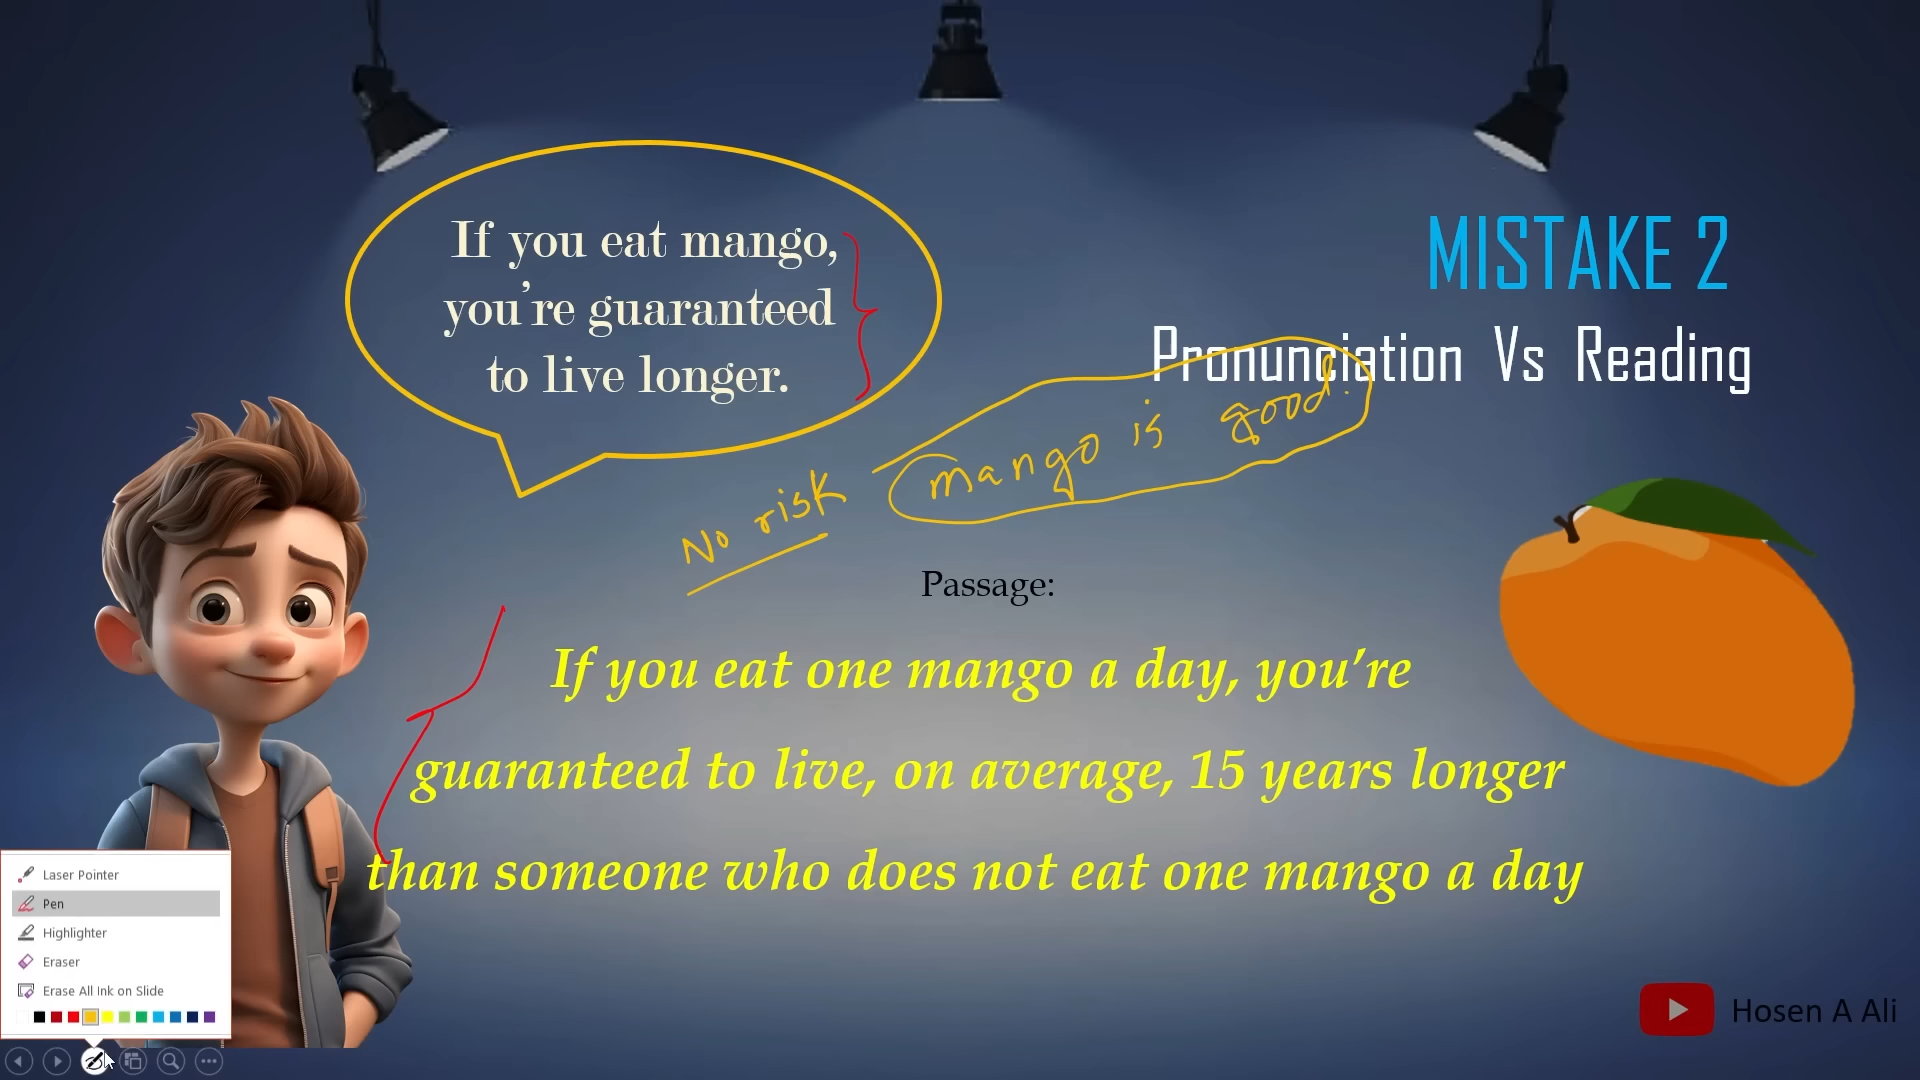 If you eat mango,
you're guaranteed
to live longer.
MISTAKE 2
Pronunciation Vs Reading
No risk
mango is good.
Passage:
If you eat one mango a day, you're
guaranteed to live, on average, 15 years longer
than someone who does not eat one mango a day
Laser Pointer
Pen
Highlighter
Eraser
Erase All Ink on Slide
Hosen A Ali